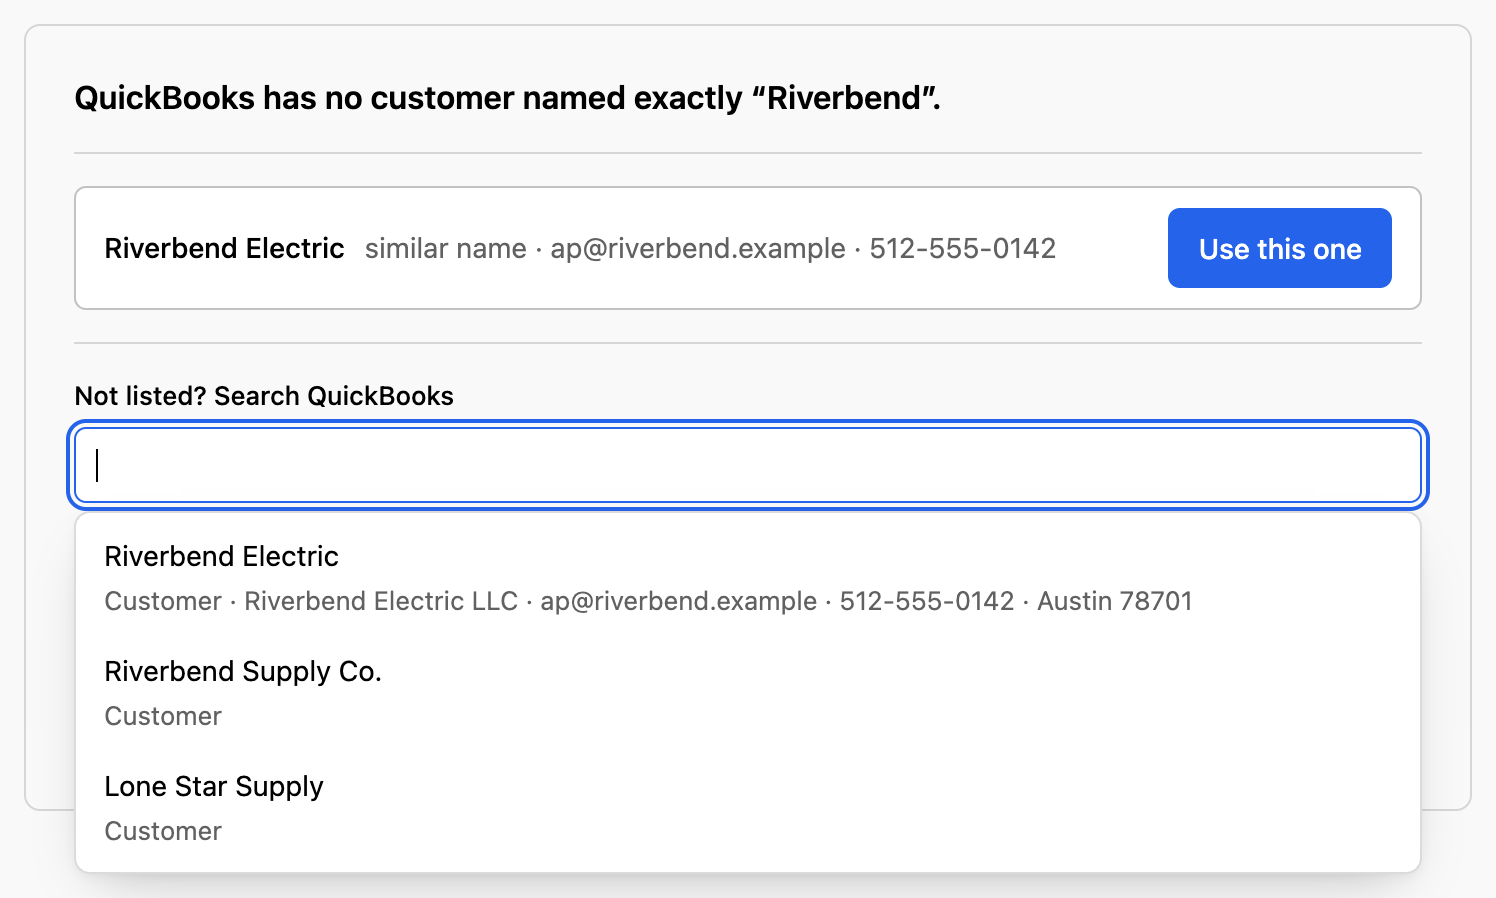 QuickBooks has no customer named exactly “Riverbend”.
Riverbend Electric similar name · ap@riverbend.example · 512-555-0142 Use this one
Not listed? Search QuickBooks
Riverbend Electric
Customer · Riverbend Electric LLC · ap@riverbend.example · 512-555-0142 · Austin 78701
Riverbend Supply Co.
Customer
Lone Star Supply
Customer